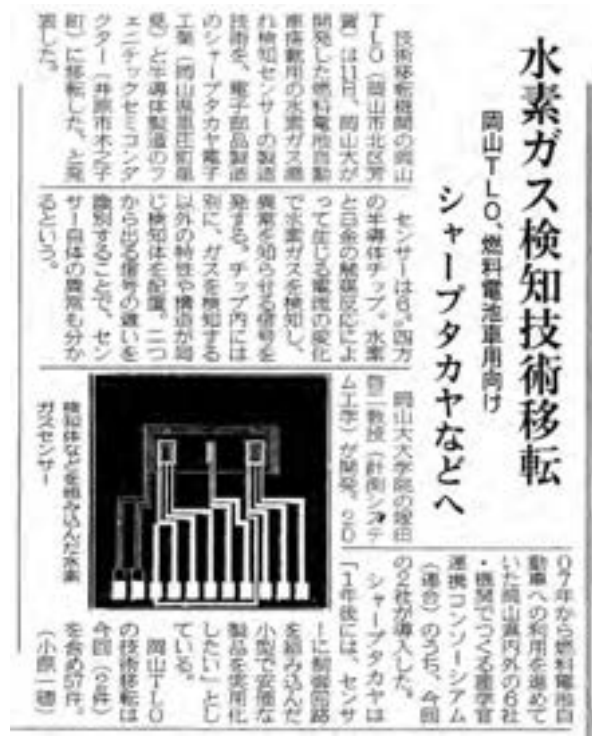 水素ガス検知技術移転
岡山TLO、燃料電池車用向け
シャープタカヤなどへ
技術移転機関の岡山
TLO(岡山市北区芳
賀)は11日、岡山大が
開発した燃料電池自動
車搭載用の水素ガス漏
れ検知センサーの製造
技術を、電子部品製造
のシャープタカヤ電子
工業(岡山県里庄町里
見)と半導体製造のフ
ェニテックセミコンダ
クター(井原市木之子
町)に移転した、と発
表した。
センサーは6㍉四方
の半導体チップ。水素
と白金の触媒反応によ
って生じる電流の変化
で水素ガスを検知し、
異常を知らせる信号を
発する。チップ内には
別に、ガスを検知する
以外の特性や構造が同
じ検知体を配置。二つ
から出る信号の違いを
識別することで、セン
サー自体の異常も分か
るという。
岡山大大学院の塚田
啓二教授(計測システ
ム工学)が開発。20
07年から燃料電池自
動車への利用を進めて
いた岡山県内外の6社
・機関でつくる産学官
連携コンソーシアム
(連合)のうち、今回
の2社が導入した。
シャープタカヤは
「1年後には、センサ
ーに制御回路
を組み込んだ
小型で安価な
製品を実用化
したい」とし
ている。
岡山TLO
の技術移転は
今回(2件)
を含め57件。
(小原一穂)
検知体などを組み込んだ水素
ガスセンサー